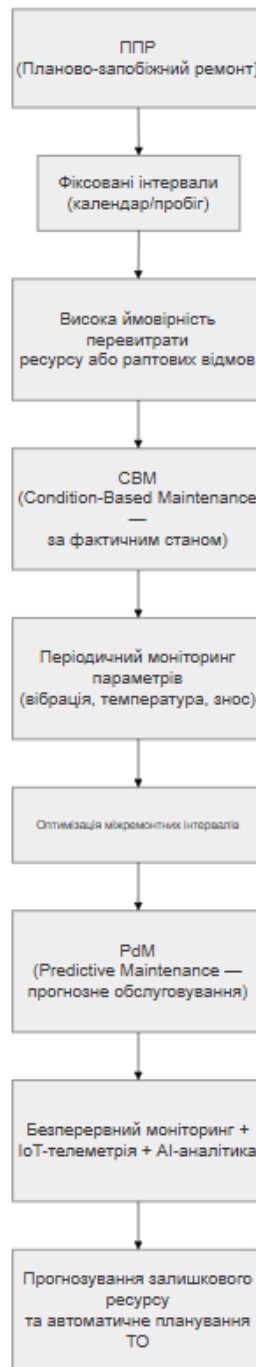 ППР
(Планово-запобіжний ремонт)
Фіксовані інтервали
(календар/пробіг)
Висока ймовірність
перевитрати
ресурсу або раптових відмов
CBM
(Condition-Based Maintenance
—
за фактичним станом)
Періодичний моніторинг
параметрів
(вібрація, температура, знос)
Оптимізація міжремонтних інтервалів
PdM
(Predictive Maintenance —
прогнозне обслуговування)
Безперервний моніторинг +
IoT-телеметрія + AI-аналітика
Прогнозування залишкового
ресурсу
та автоматичне планування
ТО